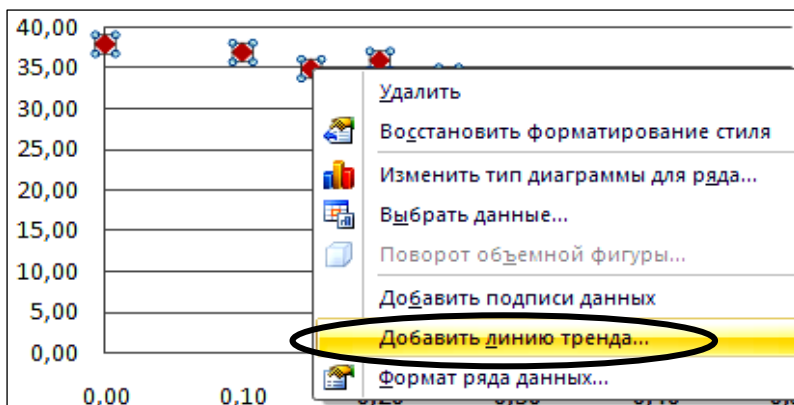 40,00
35,00
30,00
25,00
20,00
15,00
10,00
5,00
0,00
Удалить
Восстановить форматирование стиля
Изменить тип диаграммы для ряда...
Выбрать данные...
Поворот объемной фигуры...
Добавить подписи данных
Добавить линию тренда...
Формат ряда данных...
0,00 0,10